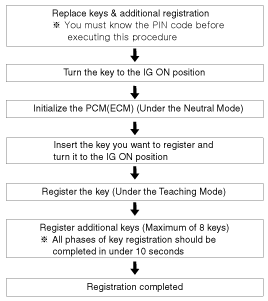 Replace keys & additional registration
※ You must know the PIN code before
executing this procedure
Turn the key to the IG ON position
Initialize the PCM(ECM) (Under the Neutral Mode)
Insert the key you want to register and
turn it to the IG ON position
Register the key (Under the Teaching Mode)
Register additional keys (Maximum of 8 keys)
※ All phases of key registration should be
completed in under 10 seconds
Registration completed